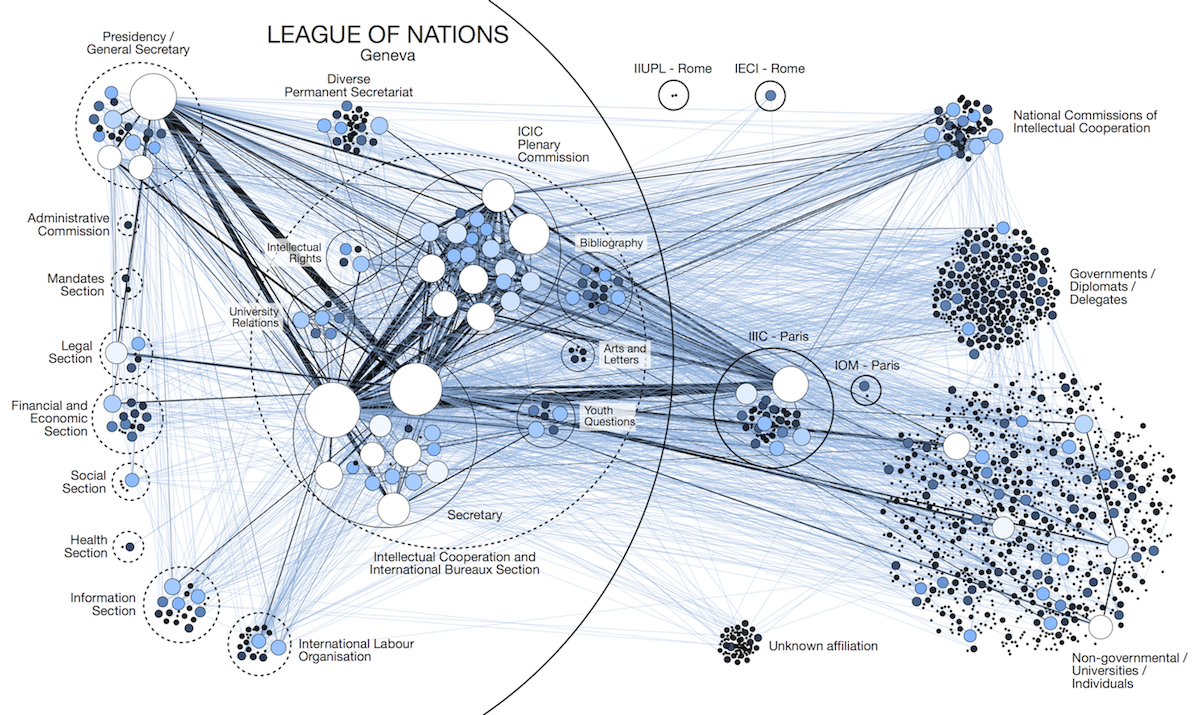 LEAGUE OF NATIONS
Geneva
Presidency /
General Secretary
Diverse
Permanent Secretariat
IIUPL - Rome
IECI - Rome
National Commissions of
Intellectual Cooperation
ICIC
Plenary
Commission
Administrative
Commission
Intellectual
Rights
Bibliography
Mandates
Section
Governments /
Diplomats /
Delegates
University
Relations
Legal
Section
Arts and
Letters
IIIC - Paris
IOM - Paris
Financial and
Economic
Section
Youth
Questions
Social
Section
Secretary
Health
Section
Intellectual Cooperation and
International Bureaux Section
Information
Section
International Labour
Organisation
Unknown affiliation
Non-governmental /
Universities /
Individuals